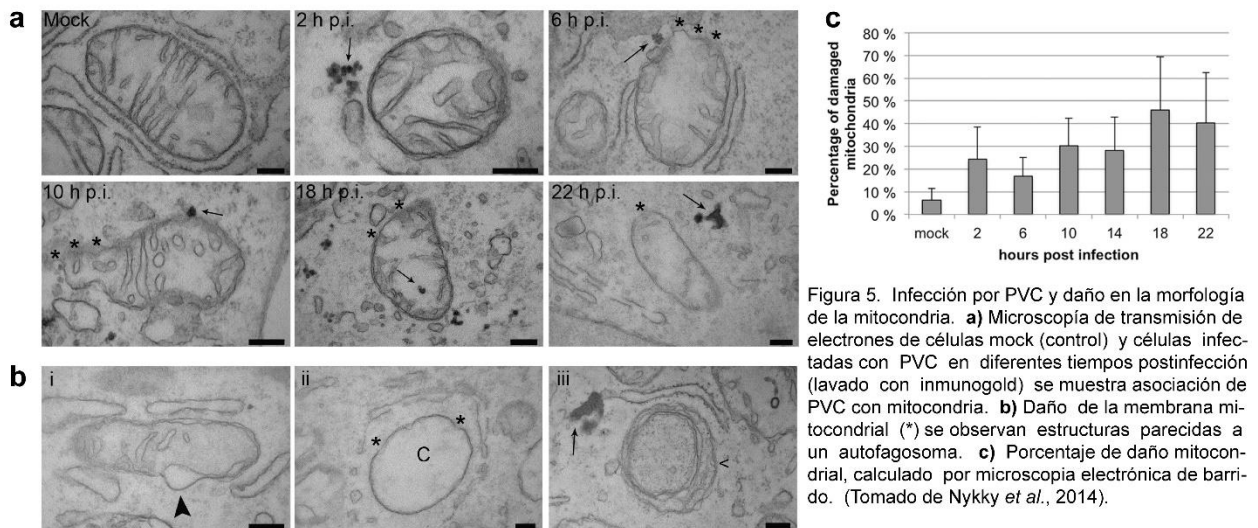 a
Mock
2 h p.i.
6 h p.i.
* * *
10 h p.i.
* * *
18 h p.i.
*
*
22 h p.i.
*
b
i
ii
* *
C
iii
<
c
Percentage of damaged
mitochondria
80 %
70 %
60 %
50 %
40 %
30 %
20 %
10 %
0 %
mock 2 6 10 14 18 22
hours post infection
Figura 5. Infección por PVC y daño en la morfología
de la mitocondria. a) Microscopía de transmisión de
electrones de células mock (control) y células infec-
tadas con PVC en diferentes tiempos postinfección
(lavado con inmunogold) se muestra asociación de
PVC con mitocondria. b) Daño de la membrana mi-
tocondrial (*) se observan estructuras parecidas a
un autofagosoma. c) Porcentaje de daño mitocon-
drial, calculado por microscopia electrónica de barri-
do. (Tomado de Nykky et al., 2014).